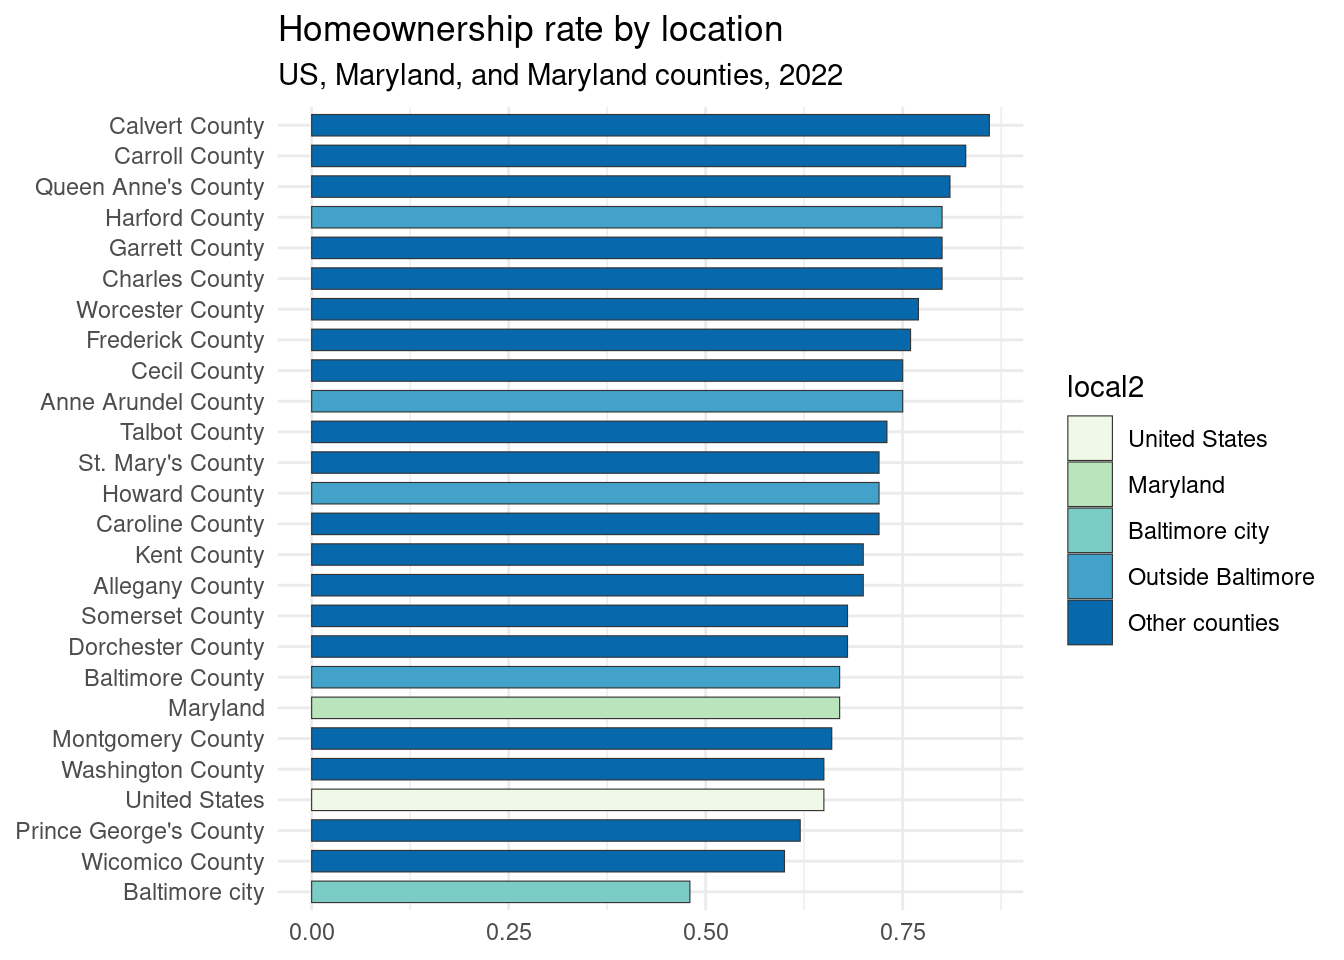 Homeownership rate by location
US, Maryland, and Maryland counties, 2022
Calvert County
Carroll County
Queen Anne's County
Harford County
Garrett County
Charles County
Worcester County
Frederick County
Cecil County
Anne Arundel County
Talbot County
St. Mary's County
Howard County
Caroline County
Kent County
Allegany County
Somerset County
Dorchester County
Baltimore County
Maryland
Montgomery County
Washington County
United States
Prince George's County
Wicomico County
Baltimore city
0.00 0.25 0.50 0.75
local2
United States
Maryland
Baltimore city
Outside Baltimore
Other counties